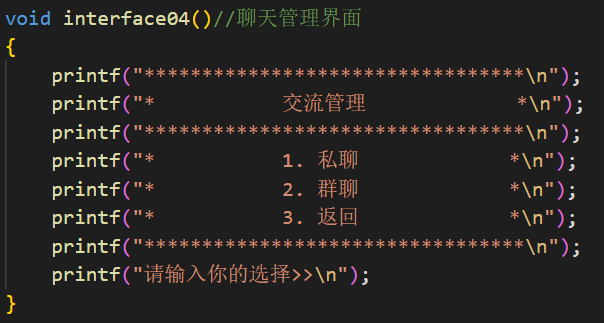 void interface04()//聊天管理界面
{
    printf("*********************************\n");
    printf("*           交流管理             *\n");
    printf("*********************************\n");
    printf("*           1. 私聊             *\n");
    printf("*           2. 群聊             *\n");
    printf("*           3. 返回             *\n");
    printf("*********************************\n");
    printf("请输入你的选择>>\n");
}